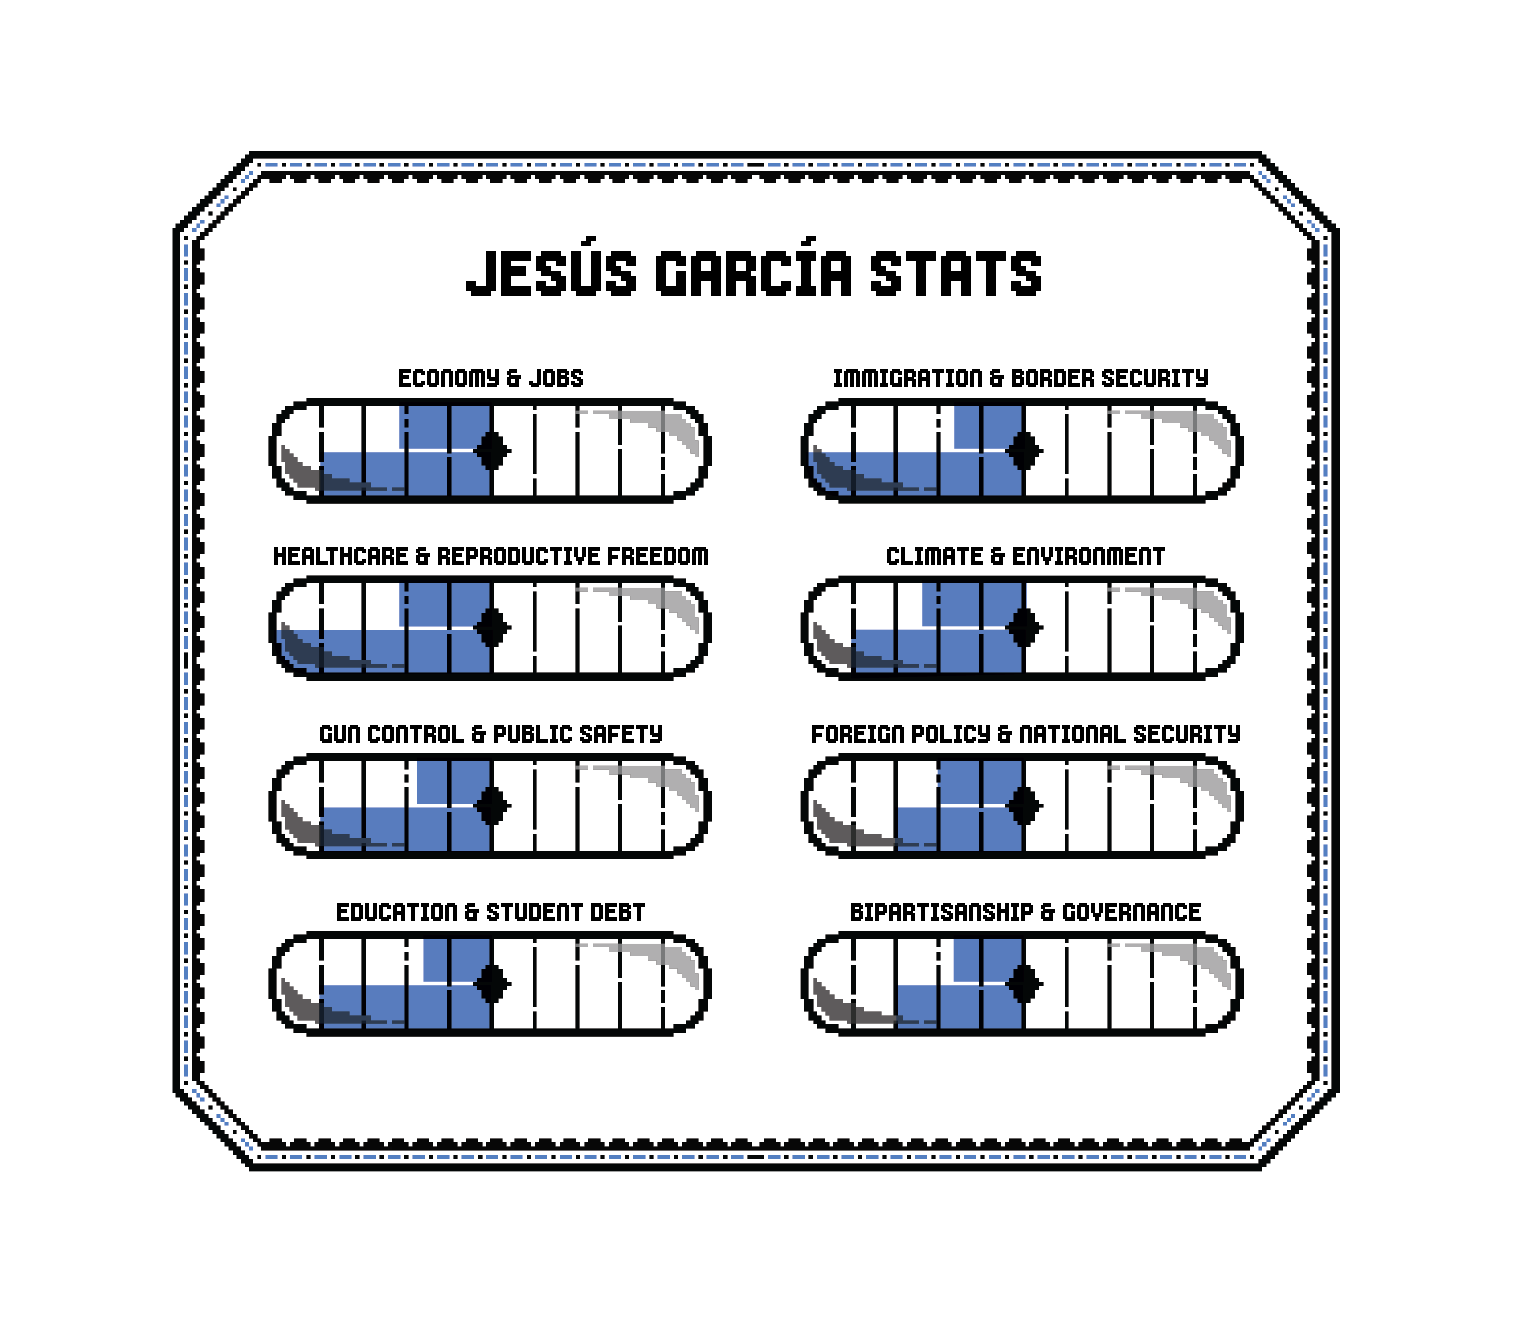 JESÚS GARCÍA STATS
ECONOMY & JOBS
IMMIGRATION & BORDER SECURITY
HEALTHCARE & REPRODUCTIVE FREEDOM
CLIMATE & ENVIRONMENT
GUN CONTROL & PUBLIC SAFETY
FOREIGN POLICY & NATIONAL SECURITY
EDUCATION & STUDENT DEBT
BIPARTISANSHIP & GOVERNANCE